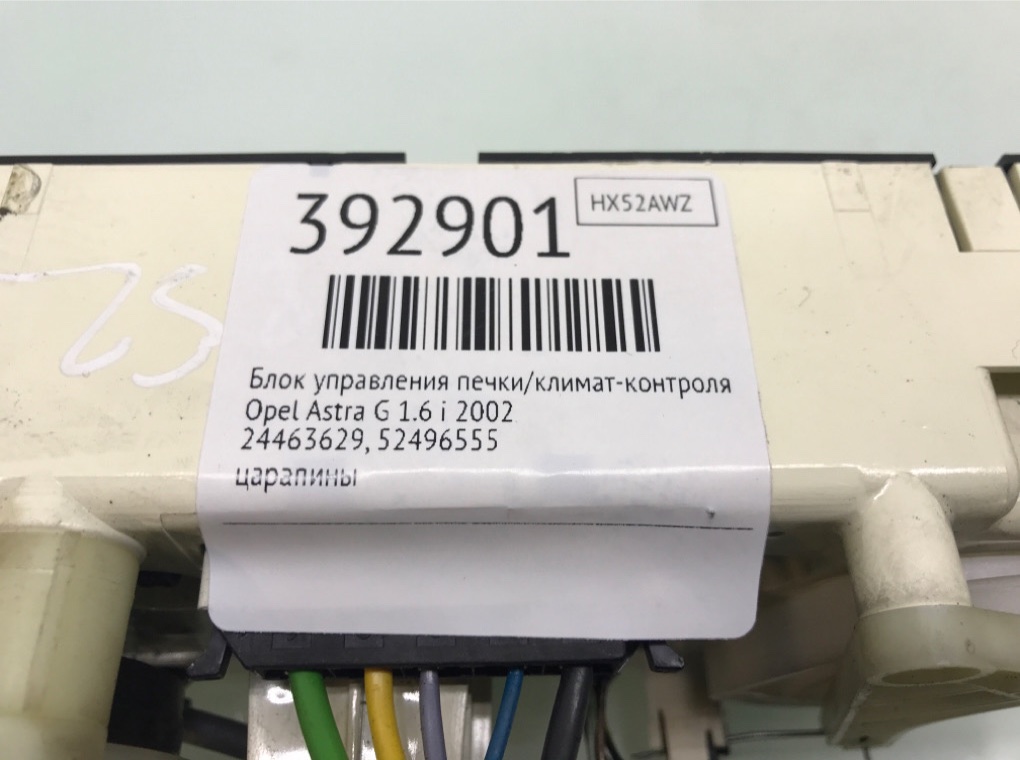 392901
HX52AWZ
Блок управления печки/климат-контроля
Opel Astra G 1.6 i 2002
24463629, 52496555
царапины